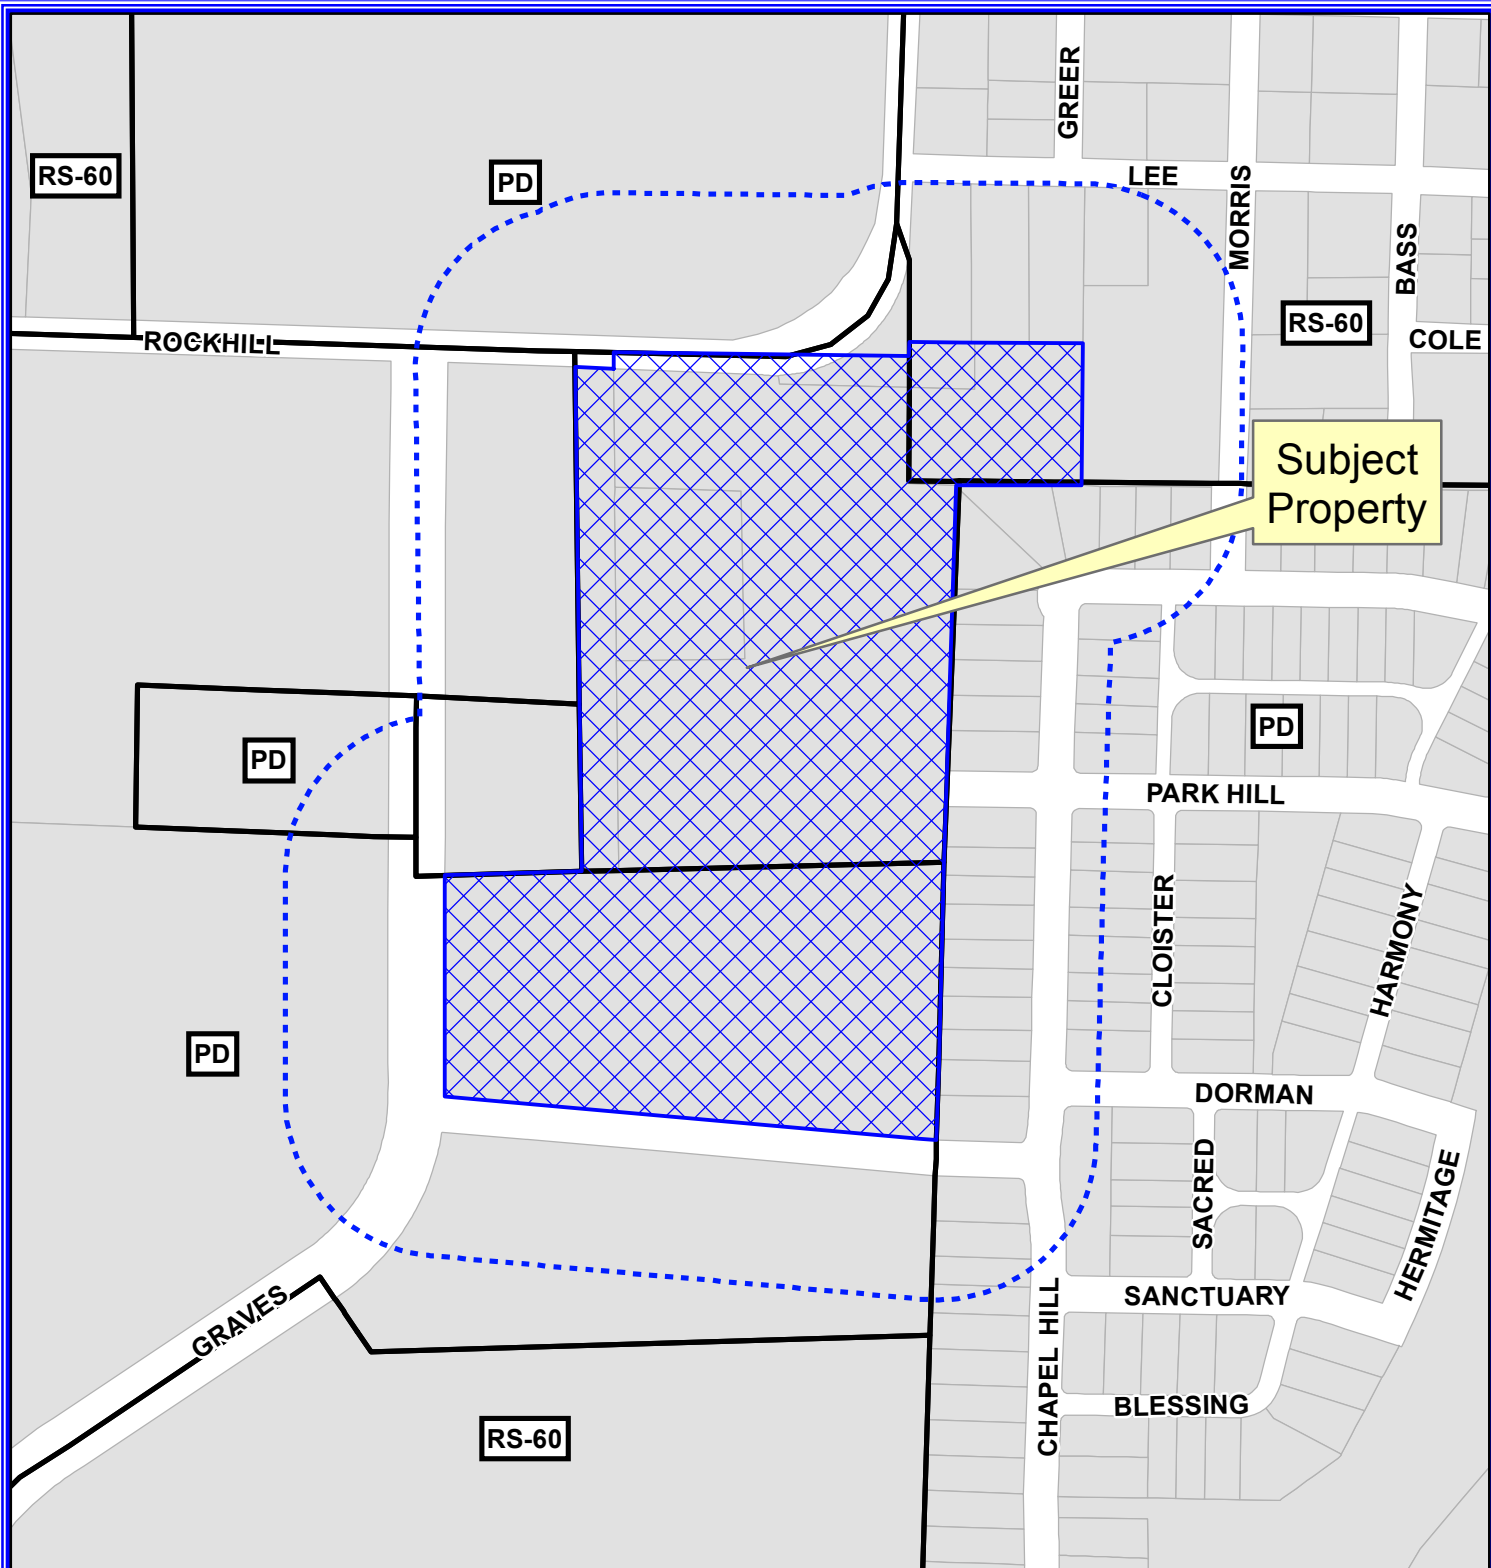 GREER
RS-60
PD
LEE
MORRIS
BASS
RS-60
COLE
ROCKHILL
Subject
Property
PD
PD
PARK HILL
CLOISTER
HARMONY
PD
DORMAN
SACRED
HERMITAGE
SANCTUARY
GRAVES
CHAPEL HILL
BLESSING
RS-60